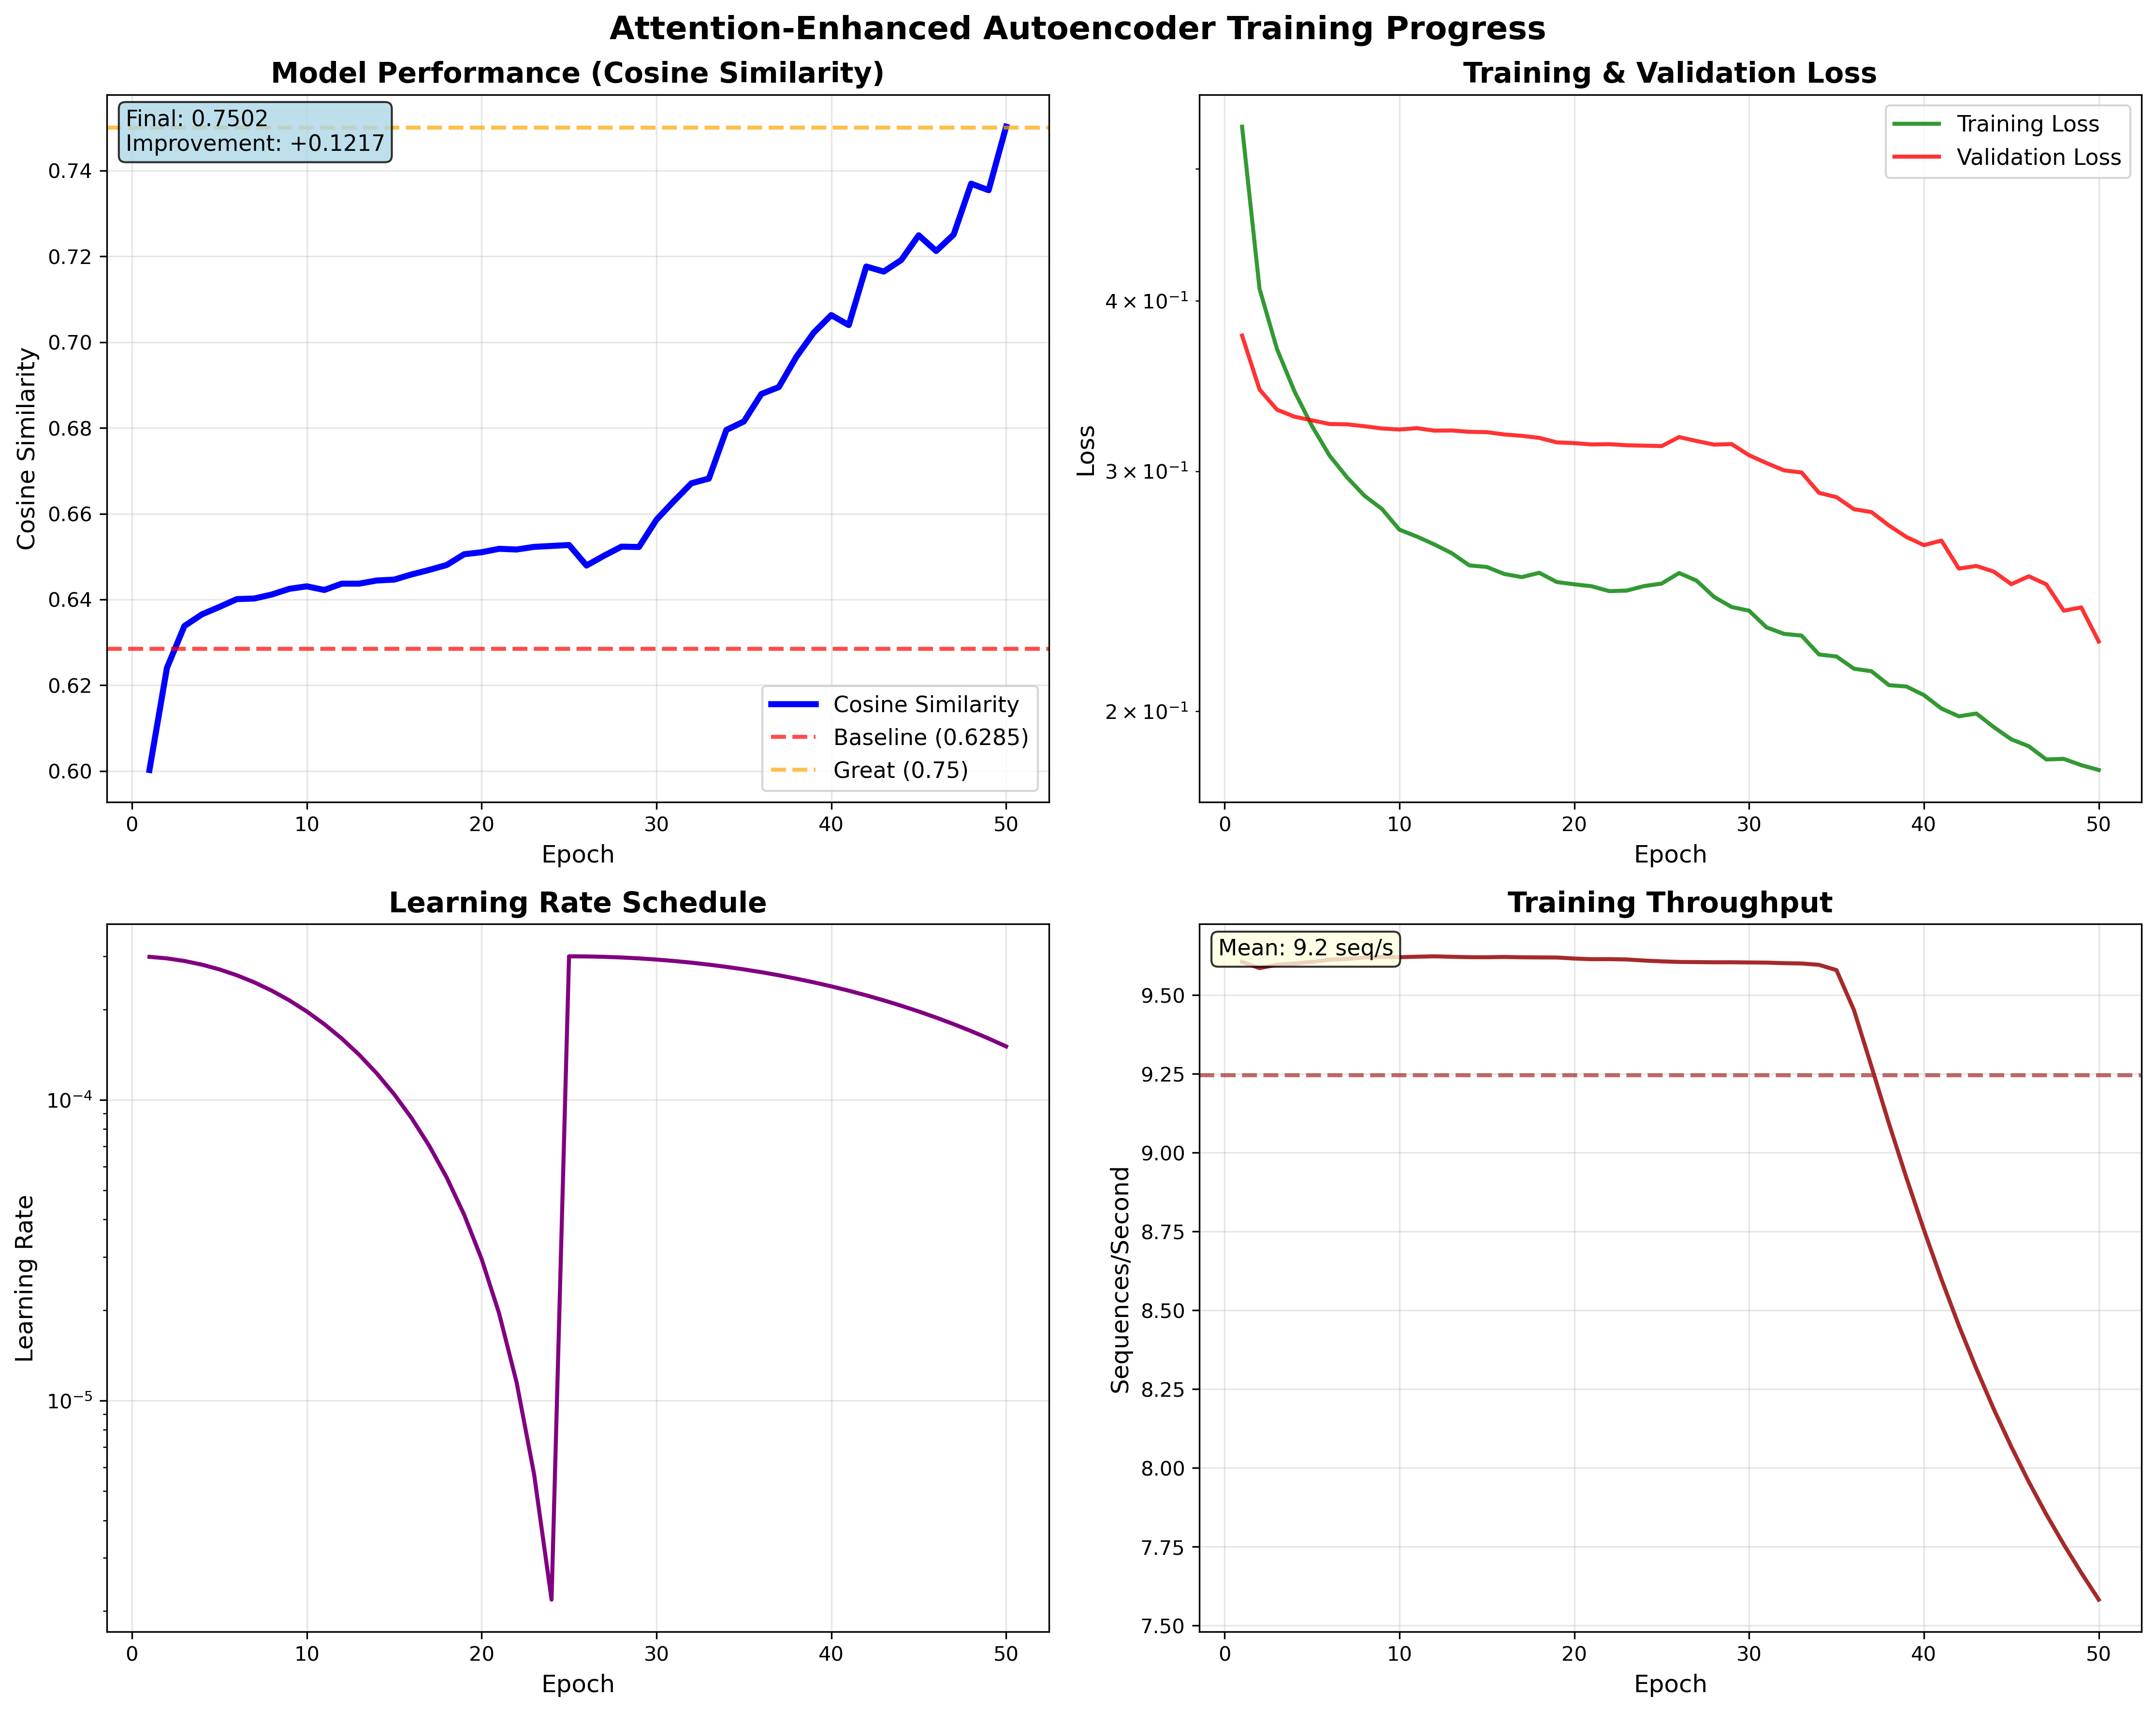 Attention-Enhanced Autoencoder Training Progress
Model Performance (Cosine Similarity)
Final: 0.7502
Improvement: +0.1217
Cosine Similarity
0.74
0.72
0.70
0.68
0.66
0.64
0.62
0.60
Cosine Similarity
Baseline (0.6285)
Great (0.75)
0 10 20 30 40 50
Epoch
Training & Validation Loss
Training Loss
Validation Loss
Loss
4 × 10⁻¹
3 × 10⁻¹
2 × 10⁻¹
0 10 20 30 40 50
Epoch
Learning Rate Schedule
Learning Rate
10⁻⁴
10⁻⁵
0 10 20 30 40 50
Epoch
Training Throughput
Mean: 9.2 seq/s
Sequences/Second
9.50
9.25
9.00
8.75
8.50
8.25
8.00
7.75
7.50
0 10 20 30 40 50
Epoch